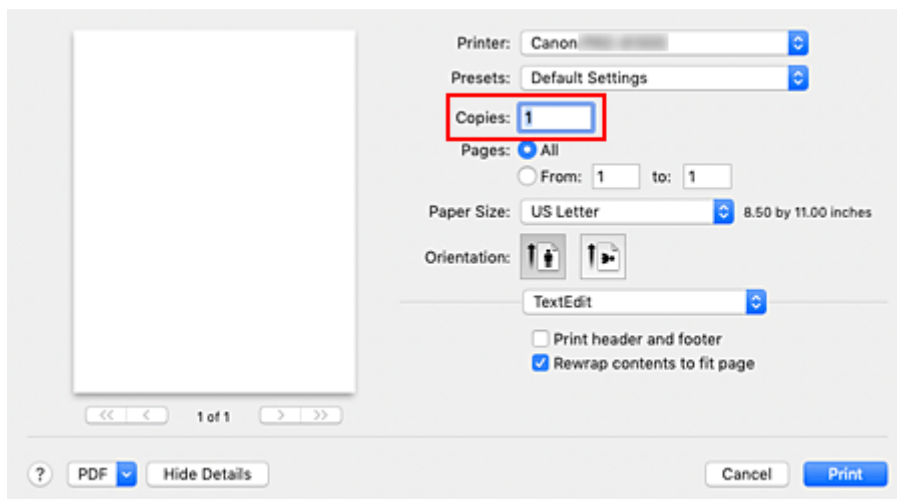 Printer: Canon
Presets: Default Settings
Copies: 1
Pages: All
From: 1 to: 1
Paper Size: US Letter 8.50 by 11.00 inches
Orientation:
TextEdit
Print header and footer
Rewrap contents to fit page
<< < 1 of 1 > >>
? PDF Hide Details Cancel Print